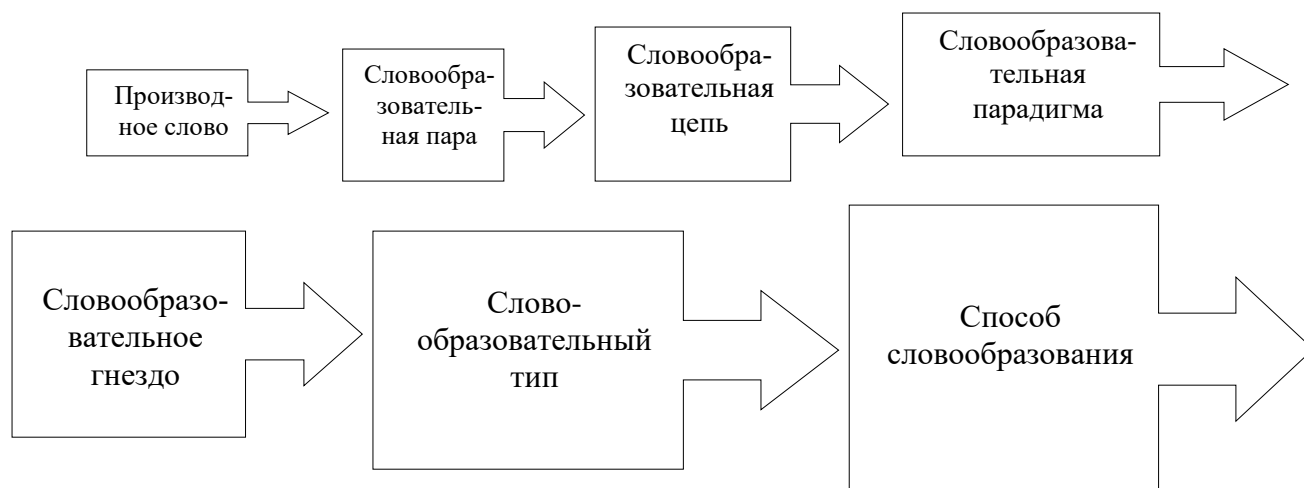 Производ-
ное слово
Словообра-
зователь-
ная пара
Словообра-
зовательная
цепь
Словообразова-
тельная
парадигма
Словообразо-
вательное
гнездо
Слово-
образовательный
тип
Способ
словообразования